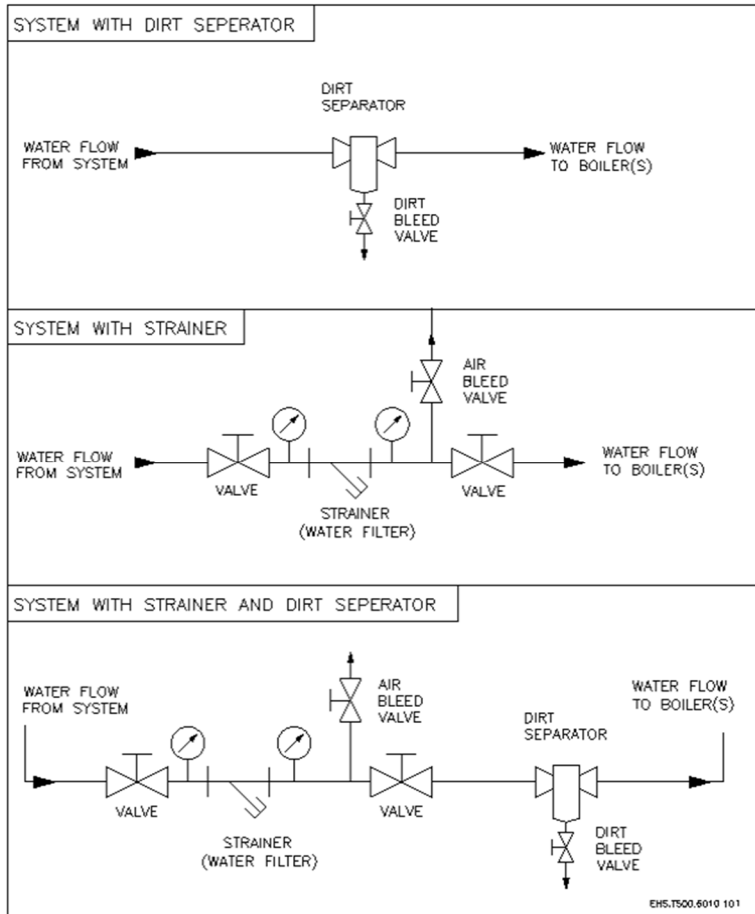 SYSTEM WITH DIRT SEPERATOR
DIRT
SEPARATOR
WATER FLOW
FROM SYSTEM
WATER FLOW
TO BOILER(S)
DIRT
BLEED
VALVE
SYSTEM WITH STRAINER
AIR
BLEED
VALVE
WATER FLOW
FROM SYSTEM
WATER FLOW
TO BOILER(S)
VALVE
VALVE
STRAINER
(WATER FILTER)
SYSTEM WITH STRAINER AND DIRT SEPERATOR
WATER FLOW
FROM SYSTEM
AIR
BLEED
VALVE
WATER FLOW
TO BOILER(S)
DIRT
SEPARATOR
VALVE
VALVE
STRAINER
(WATER FILTER)
DIRT
BLEED
VALVE
EHS.T500.6010 101